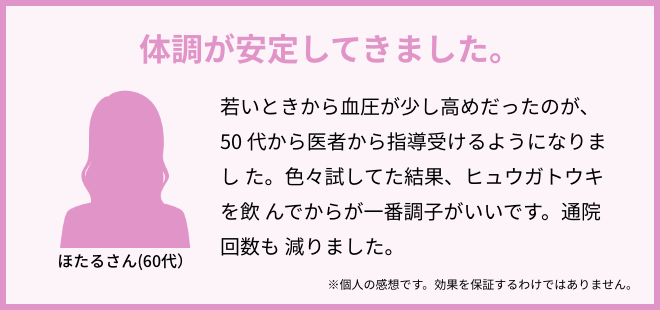 体調が安定してきました。
若いときから血圧が少し高めだったのが、
50 代から医者から指導受けるようになりま
し た。色々試してた結果、ヒュウガトウキ
を飲 んでからが一番調子がいいです。通院
回数も 減りました。
ほたるさん(60代)
※個人の感想です。効果を保証するわけではありません。